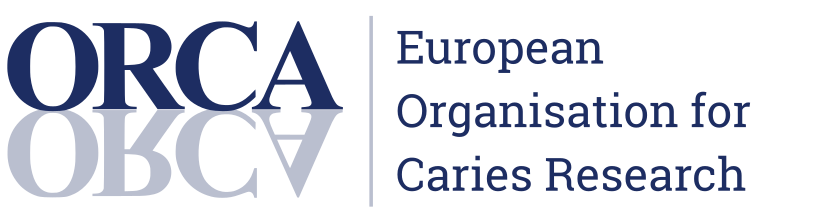 ORCA
European
Organisation for
Caries Research